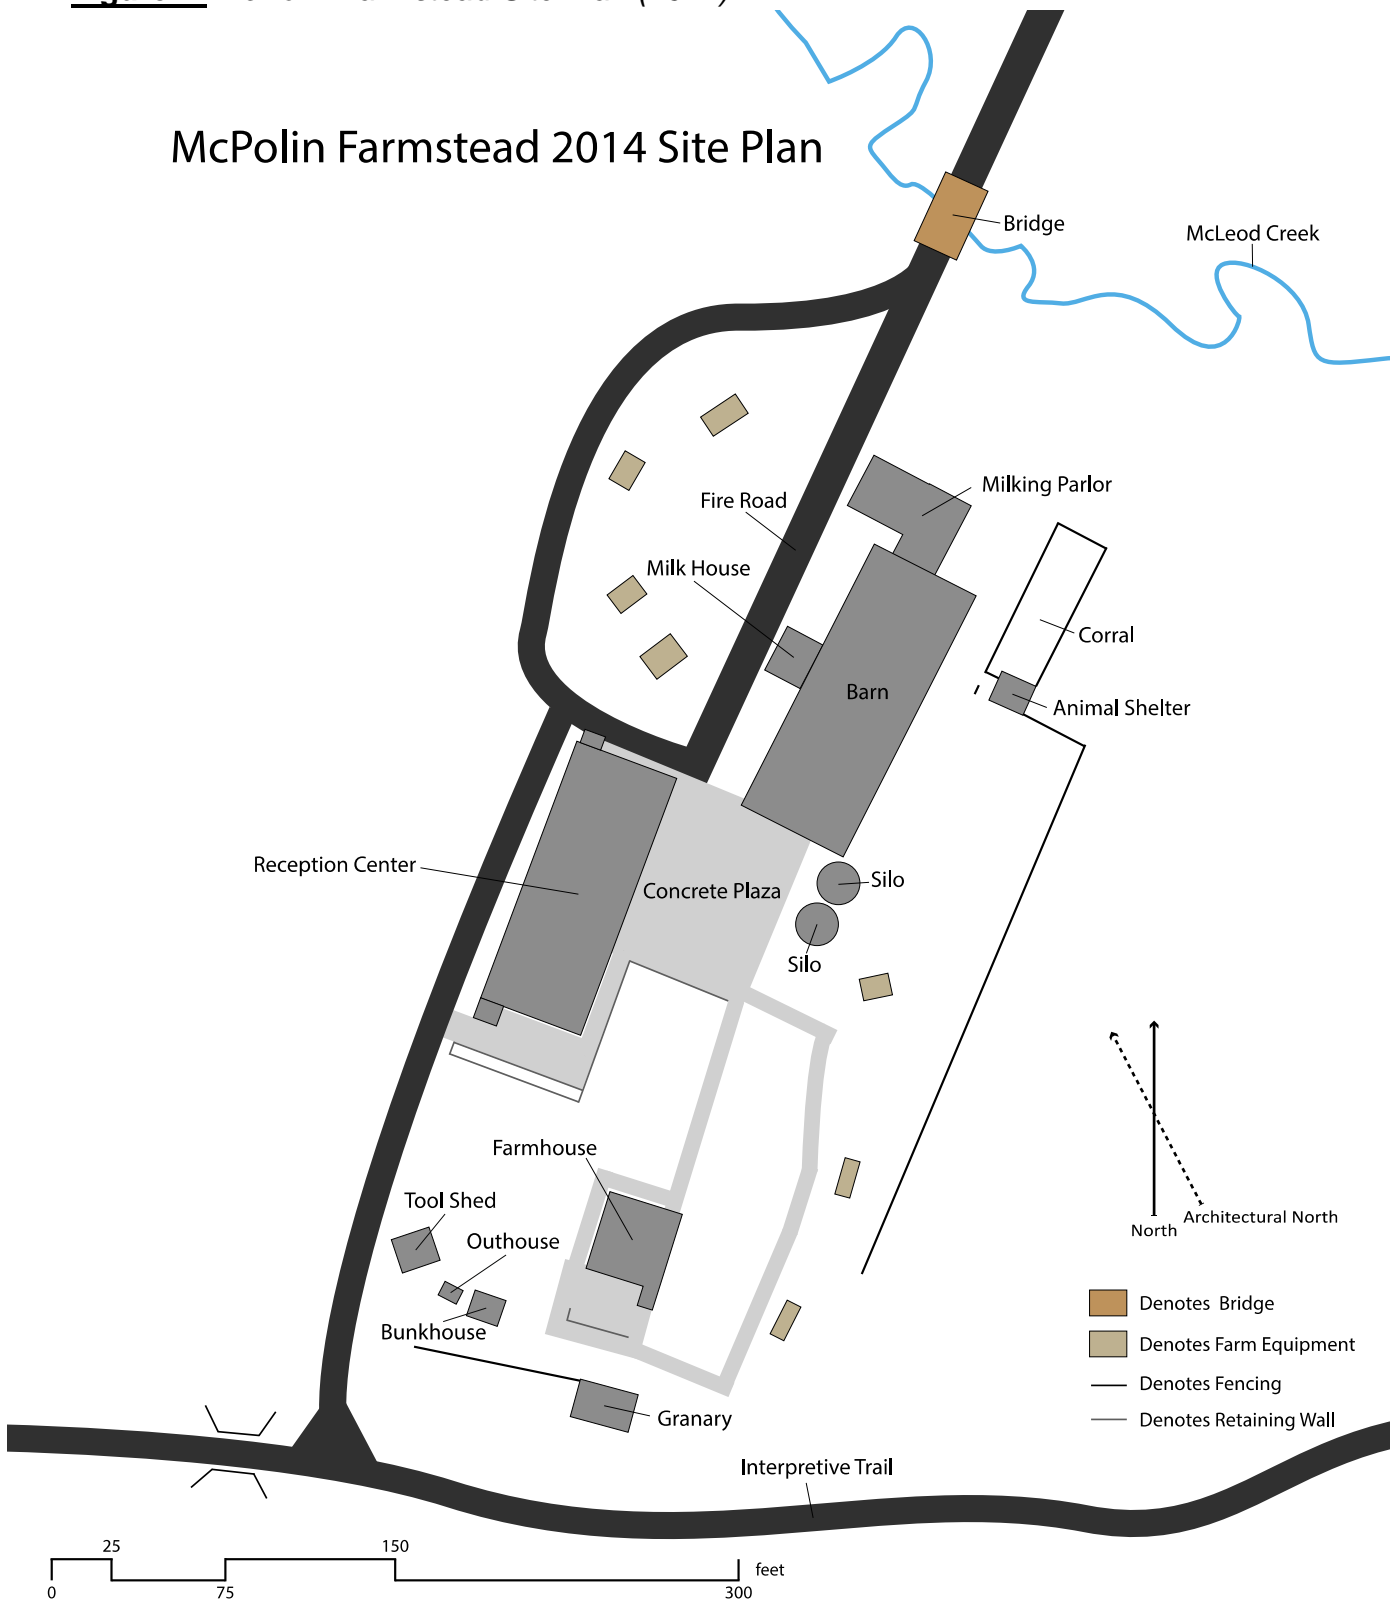 McPolin Farmstead 2014 Site Plan
Bridge
McLeod Creek
Milking Parlor
Fire Road
Milk House
Corral
Barn
Animal Shelter
Reception Center
Concrete Plaza
Silo
Silo
Farmhouse
Tool Shed
Outhouse
Bunkhouse
Granary
North
Architectural North
Denotes Bridge
Denotes Farm Equipment
Denotes Fencing
Denotes Retaining Wall
Interpretive Trail
25
150
feet
0
75
300